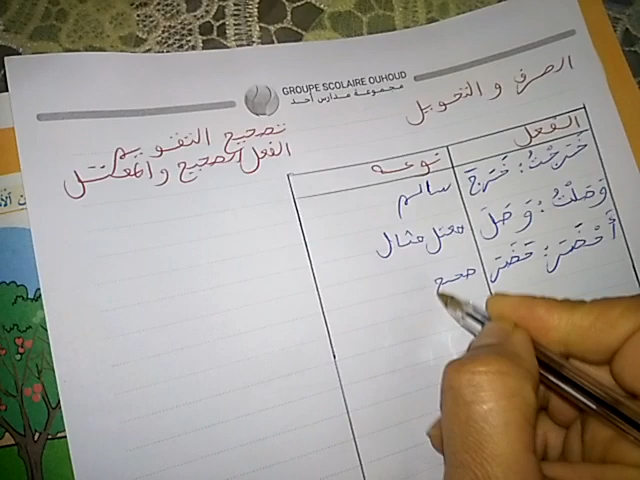 GROUPE SCOLAIRE OUHOUD
مجموعة مدارس أحد
الصرف و التحويل
تصحيح التقويم
الفعل الصحيح والمعتل
الفعل نوعه
خَرَجْتُ: خَرَجَ سالم
وَصَلْتُ: وَصَلَ معتل مثال
أَحْضَرَ: حَضَرَ صحيح